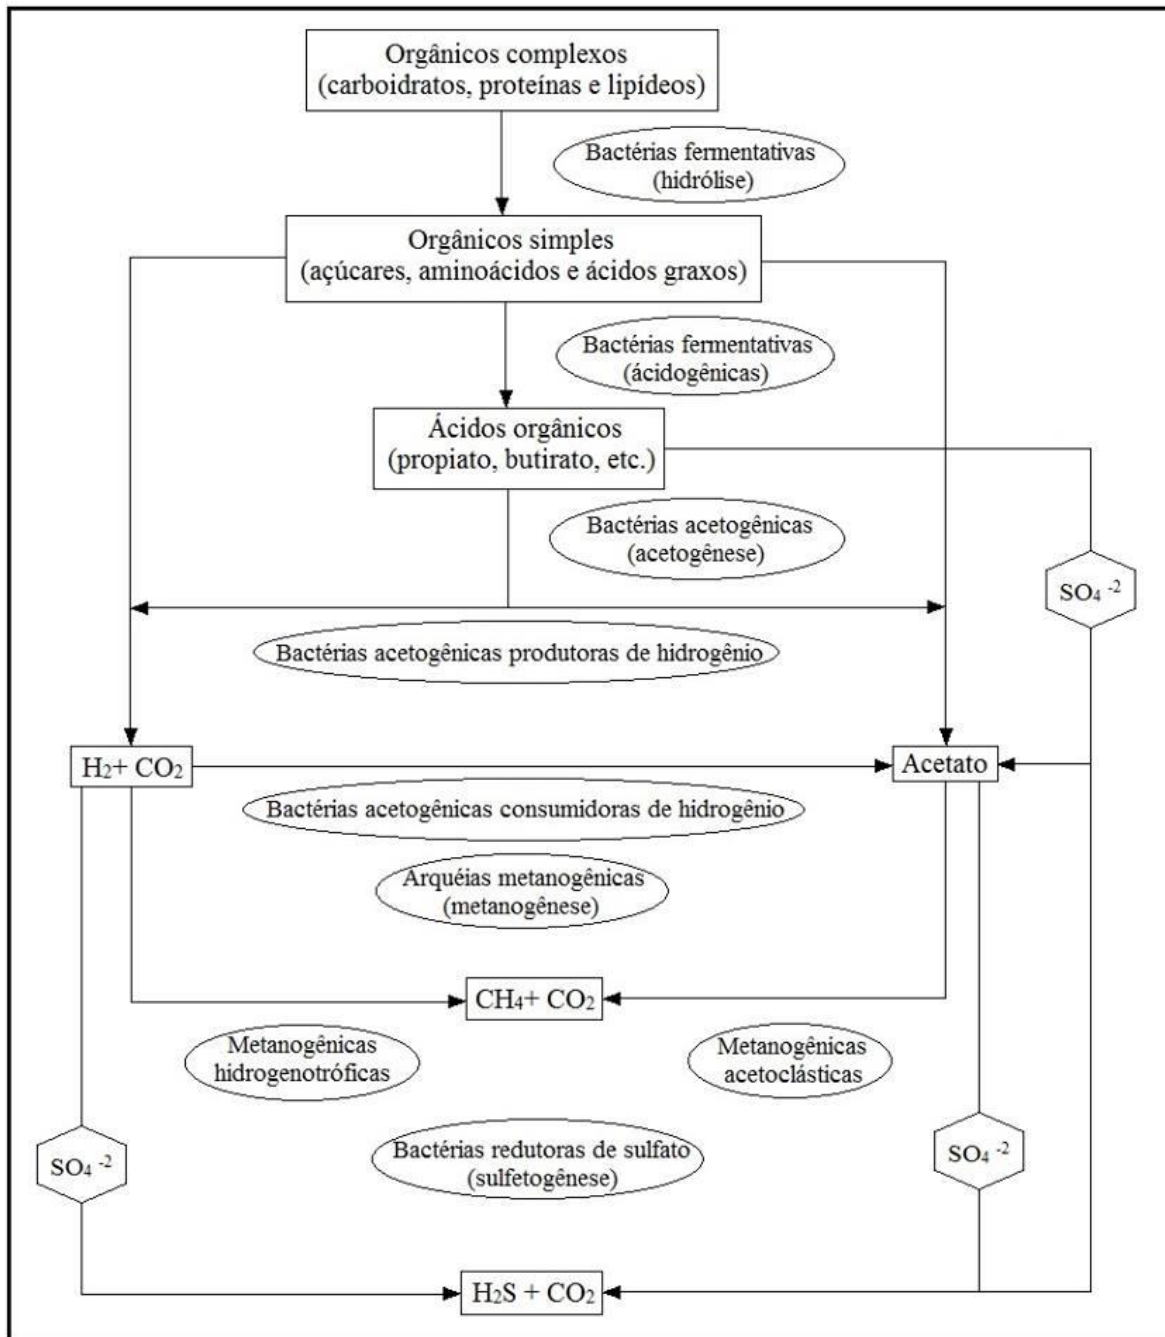 Orgânicos complexos
(carboidratos, proteínas e lipídeos)
Bactérias fermentativas
(hidrólise)
Orgânicos simples
(açúcares, aminoácidos e ácidos graxos)
Bactérias fermentativas
(ácidogênicas)
Ácidos orgânicos
(propiato, butirato, etc.)
Bactérias acetogênicas
(acetogênese)
SO₄ ⁻²
Bactérias acetogênicas produtoras de hidrogênio
H₂+ CO₂
Acetato
Bactérias acetogênicas consumidoras de hidrogênio
Arquéias metanogênicas
(metanogênese)
CH₄+ CO₂
Metanogênicas
hidrogenotróficas
Metanogênicas
acetoclásticas
SO₄ ⁻²
Bactérias redutoras de sulfato
(sulfetogênese)
SO₄ ⁻²
H₂S + CO₂